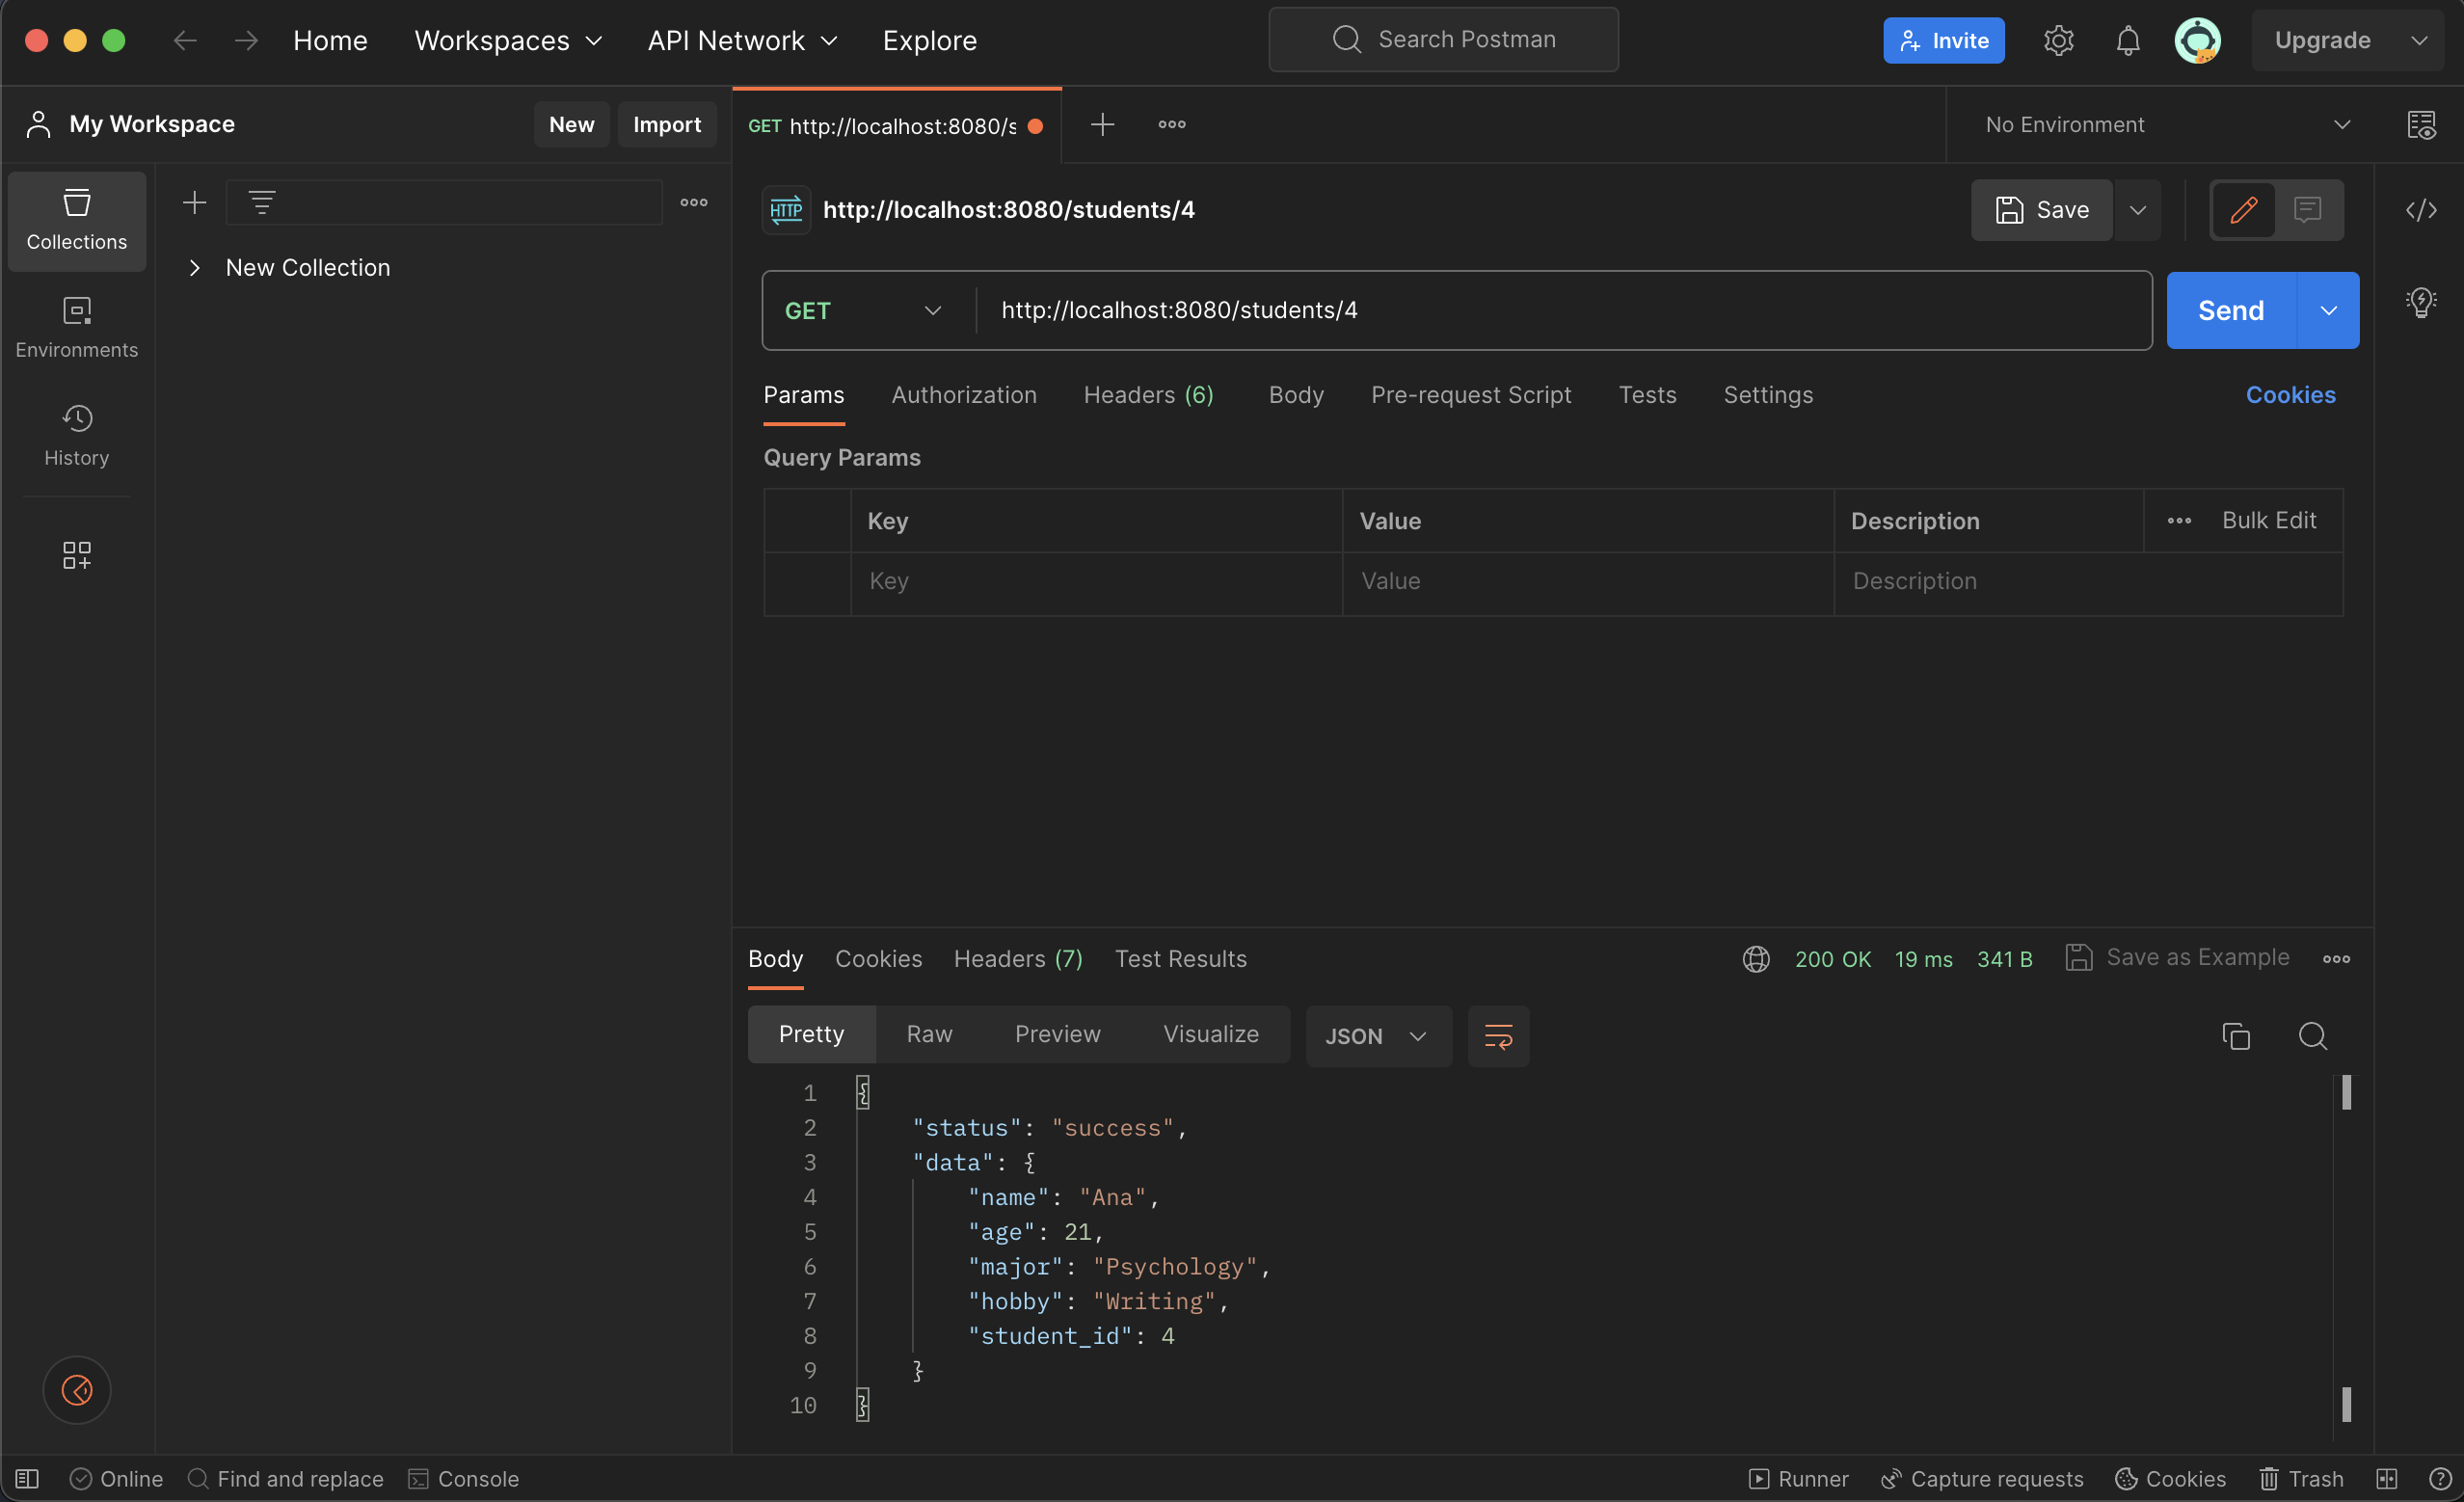 Home Workspaces API Network Explore Search Postman Invite Upgrade
My Workspace New Import GET http://localhost:8080/s No Environment
Collections
New Collection
Environments
History
HTTP http://localhost:8080/students/4 Save
GET http://localhost:8080/students/4 Send
Params Authorization Headers (6) Body Pre-request Script Tests Settings Cookies
Query Params
Key Value Description Bulk Edit
Key Value Description
Body Cookies Headers (7) Test Results 200 OK 19 ms 341 B Save as Example
Pretty Raw Preview Visualize JSON
1 {
2 "status": "success",
3 "data": {
4 "name": "Ana",
5 "age": 21,
6 "major": "Psychology",
7 "hobby": "Writing",
8 "student_id": 4
9 }
10 }
Online Find and replace Console Runner Capture requests Cookies Trash